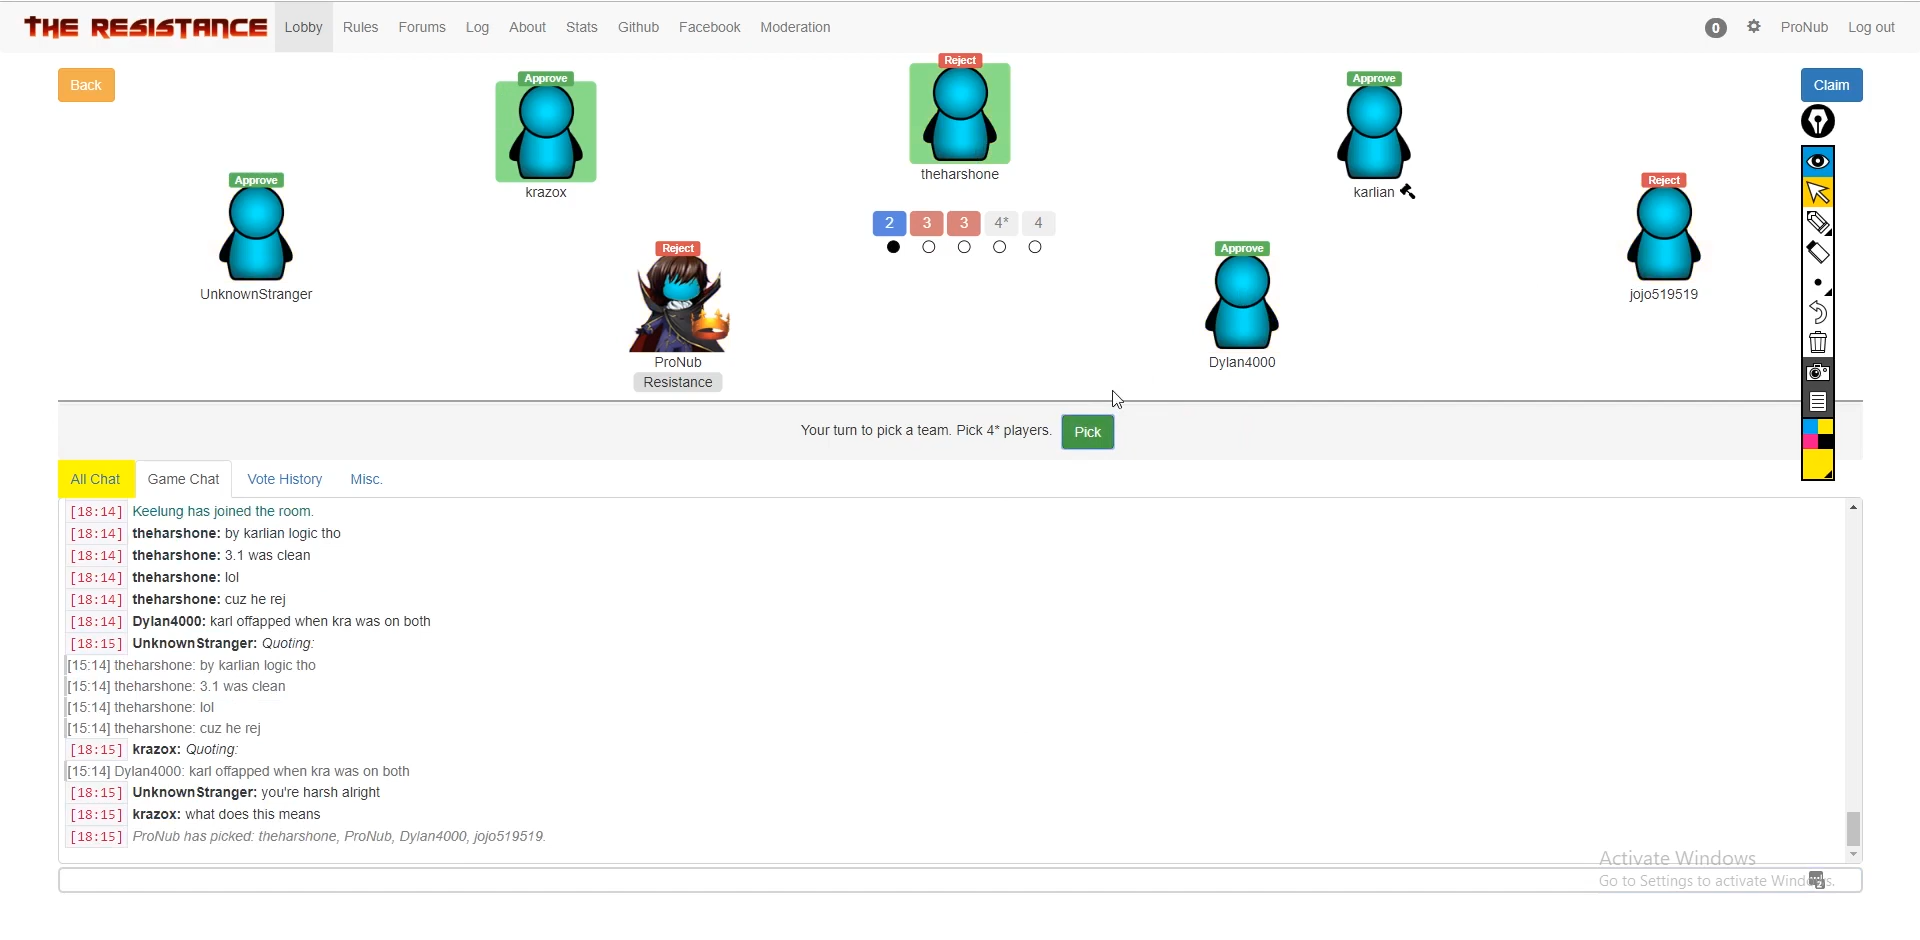 THE RESISTANCE Lobby Rules Forums Log About Stats Github Facebook Moderation 0 ProNub Log out
Back
Claim
Approve
krazox
Reject
theharshone
Approve
karlian
Approve
UnknownStranger
Reject
jojo519519
2 3 3 4* 4
Reject
ProNub
Resistance
Approve
Dylan4000
Your turn to pick a team. Pick 4* players. Pick
All Chat Game Chat Vote History Misc.
[18:14] Keelung has joined the room.
[18:14] theharshone: by karlian logic tho
[18:14] theharshone: 3.1 was clean
[18:14] theharshone: lol
[18:14] theharshone: cuz he rej
[18:14] Dylan4000: karl offapped when kra was on both
[18:15] UnknownStranger: Quoting:
[15:14] theharshone: by karlian logic tho
[15:14] theharshone: 3.1 was clean
[15:14] theharshone: lol
[15:14] theharshone: cuz he rej
[18:15] krazox: Quoting:
[15:14] Dylan4000: karl offapped when kra was on both
[18:15] UnknownStranger: you're harsh alright
[18:15] krazox: what does this means
[18:15] ProNub has picked: theharshone, ProNub, Dylan4000, jojo519519.
Activate Windows
Go to Settings to activate Windows.